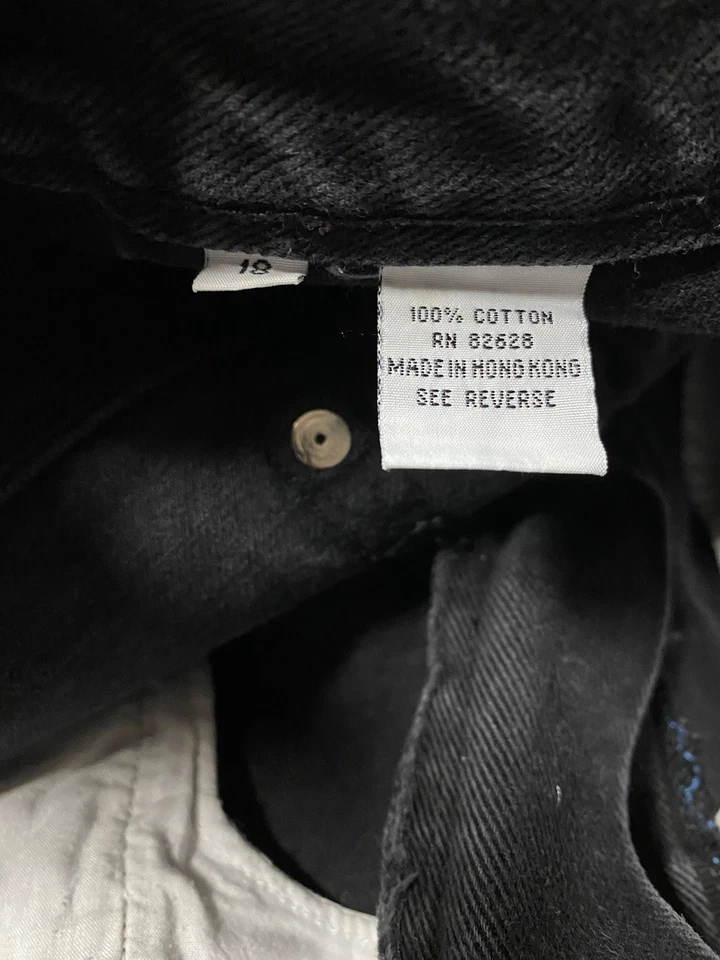 18
100% COTTON
RN 82628
MADE IN HONG KONG
SEE REVERSE